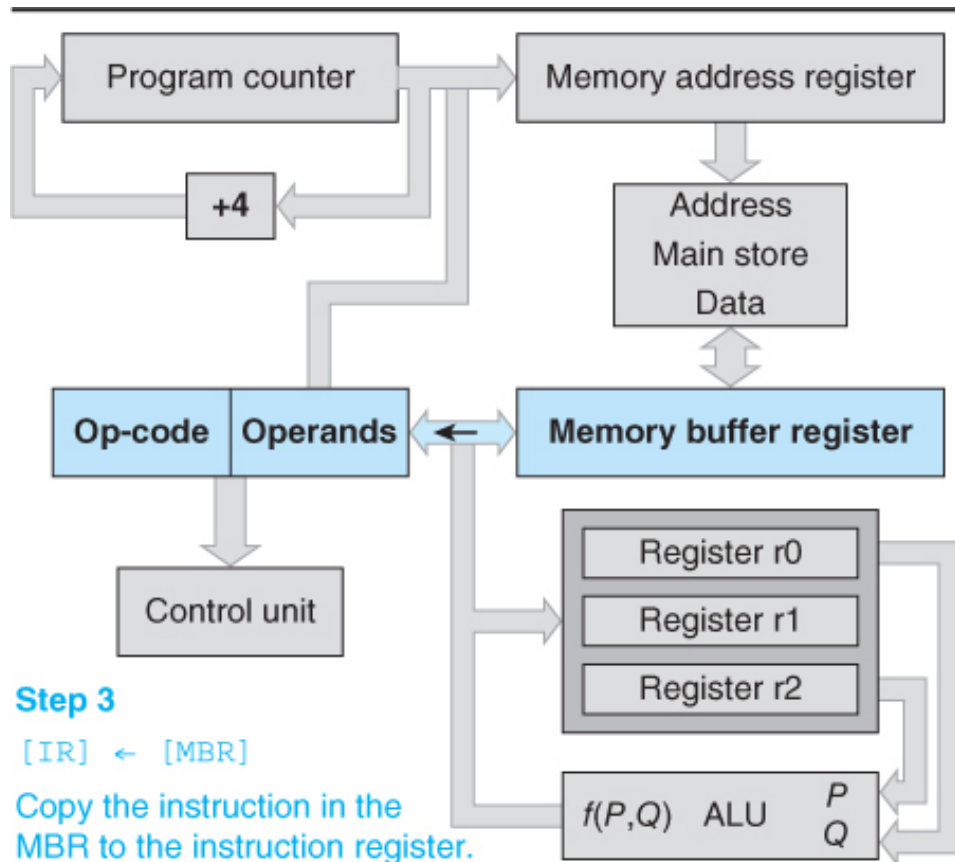 Program counter
Memory address register
+4
Address
Main store
Data
Op-code
Operands
Memory buffer register
Register r0
Control unit
Register r1
Register r2
Step 3
[IR] ← [MBR]
Copy the instruction in the
MBR to the instruction register.
f(P,Q) ALU
P
Q